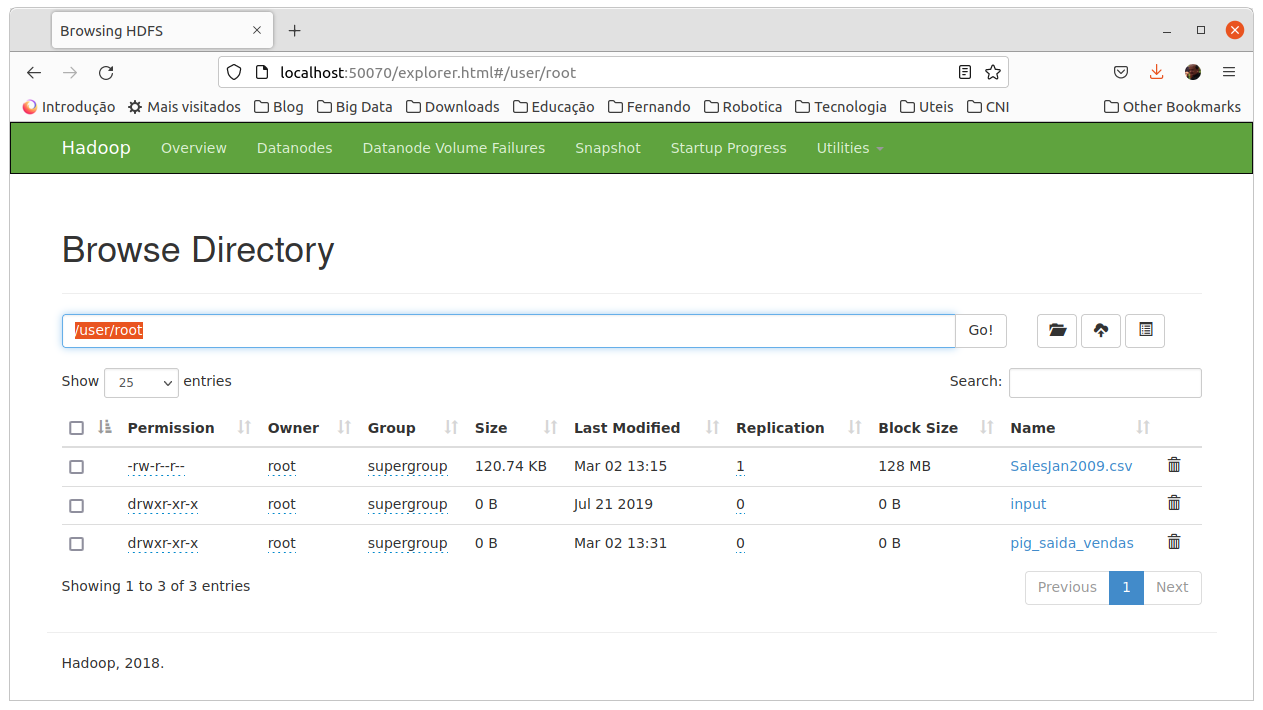 Browsing HDFS
localhost:50070/explorer.html#/user/root
Introdução Mais visitados Blog Big Data Downloads Educação Fernando Robotica Tecnologia Uteis CNI Other Bookmarks
Hadoop Overview Datanodes Datanode Volume Failures Snapshot Startup Progress Utilities
Browse Directory
/user/root Go!
Show 25 entries Search:
Permission Owner Group Size Last Modified Replication Block Size Name
-rw-r--r-- root supergroup 120.74 KB Mar 02 13:15 1 128 MB SalesJan2009.csv
drwxr-xr-x root supergroup 0 B Jul 21 2019 0 0 B input
drwxr-xr-x root supergroup 0 B Mar 02 13:31 0 0 B pig_saida_vendas
Showing 1 to 3 of 3 entries Previous 1 Next
Hadoop, 2018.